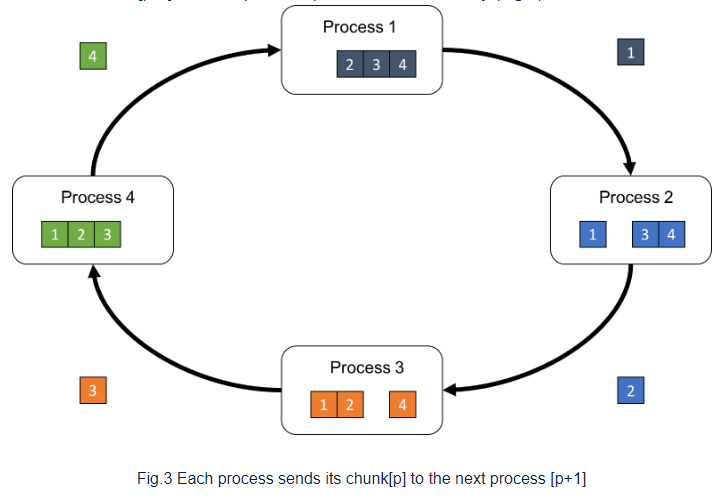 Process 1
2 3 4
4
1
Process 4
1 2 3
Process 2
1 3 4
Process 3
1 2 4
3
2
Fig.3 Each process sends its chunk[p] to the next process [p+1]